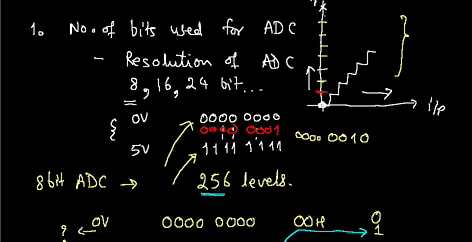 1. No. of bits used for ADC
- Resolution of ADC
8, 16, 24 bit...
i/p
0V 0000 0000
0000 0001
0000 0010
5V 1111 1111
8bit ADC → 256 levels.
? ← 0V 0000 0000 00H → 0
1